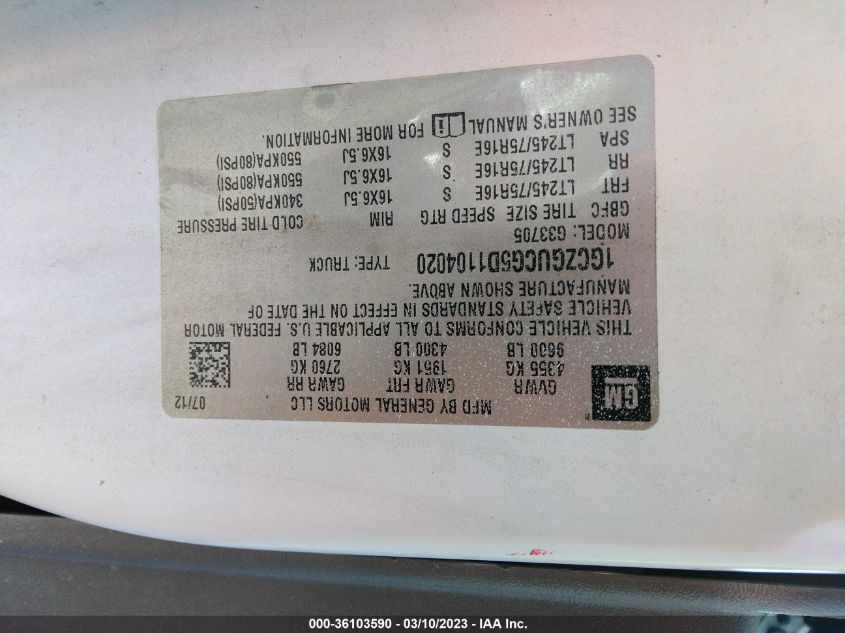 MFD BY GENERAL MOTORS LLC
07/12
GM
GVWR GAWR FRT GAWR RR
4355 KG 1951 KG 2760 KG
9600 LB 4300 LB 6084 LB
THIS VEHICLE CONFORMS TO ALL APPLICABLE U.S. FEDERAL MOTOR
VEHICLE SAFETY STANDARDS IN EFFECT ON THE DATE OF
MANUFACTURE SHOWN ABOVE.
1GCZGUCG5D1104020 TYPE: TRUCK
MODEL: G33705
GBFC TIRE SIZE SPEED RTG RIM COLD TIRE PRESSURE
FRT LT245/75R16E S 16X6.5J 340KPA(50PSI)
RR LT245/75R16E S 16X6.5J 550KPA(80PSI)
SPA LT245/75R16E S 16X6.5J 550KPA(80PSI)
SEE OWNER'S MANUAL i FOR MORE INFORMATION.
000-36103590 - 03/10/2023 - IAA Inc.